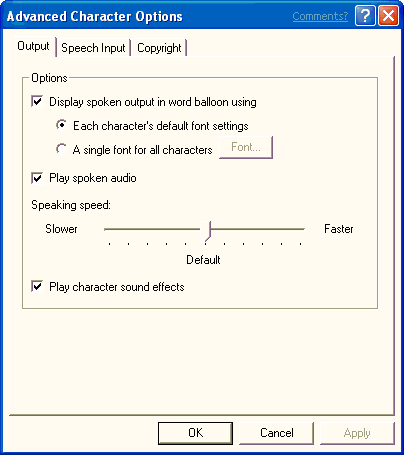 Advanced Character Options Comments? ?
Output Speech Input Copyright
Options
Display spoken output in word balloon using
Each character's default font settings
A single font for all characters Font...
Play spoken audio
Speaking speed:
Slower Faster
Default
Play character sound effects
OK Cancel Apply